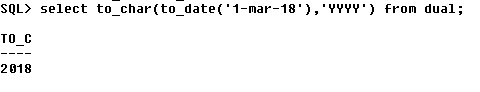 SQL> select to_char(to_date('1-mar-18'),'YYYY') from dual;
TO_C
----
2018